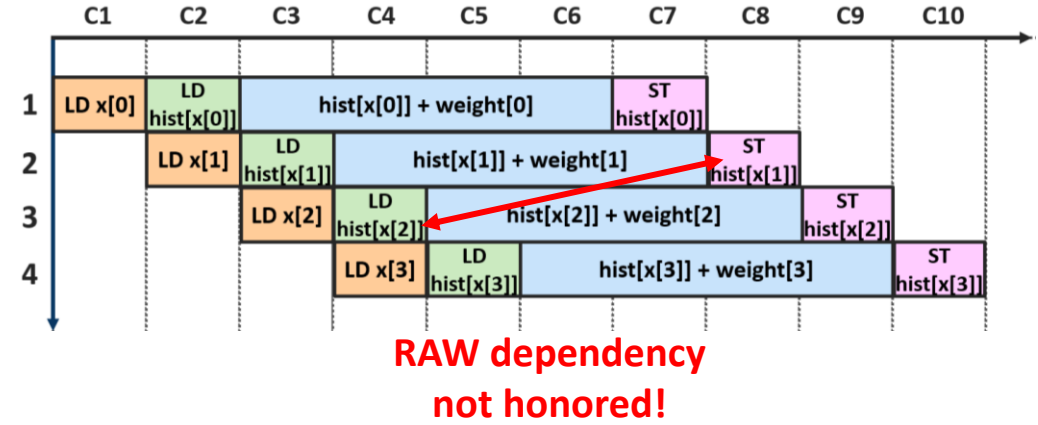 C1 C2 C3 C4 C5 C6 C7 C8 C9 C10
1 LD x[0] LD hist[x[0]] hist[x[0]] + weight[0] ST hist[x[0]]
2 LD x[1] LD hist[x[1]] hist[x[1]] + weight[1] ST hist[x[1]]
3 LD x[2] LD hist[x[2]] hist[x[2]] + weight[2] ST hist[x[2]]
4 LD x[3] LD hist[x[3]] hist[x[3]] + weight[3] ST hist[x[3]]
RAW dependency
not honored!